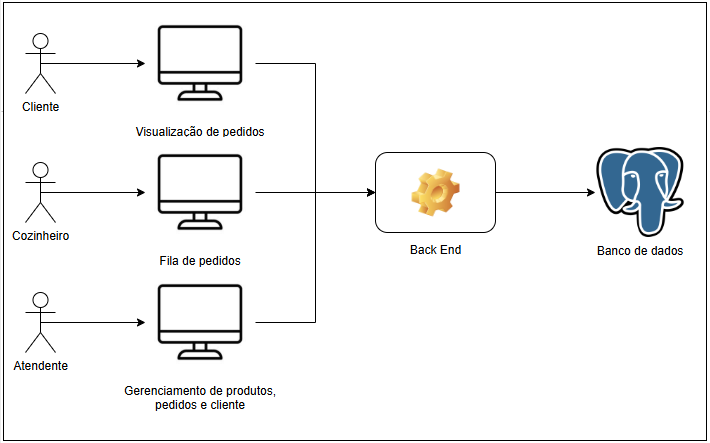 Cliente
Visualização de pedidos
Cozinheiro
Fila de pedidos
Back End
Banco de dados
Atendente
Gerenciamento de produtos,
pedidos e cliente